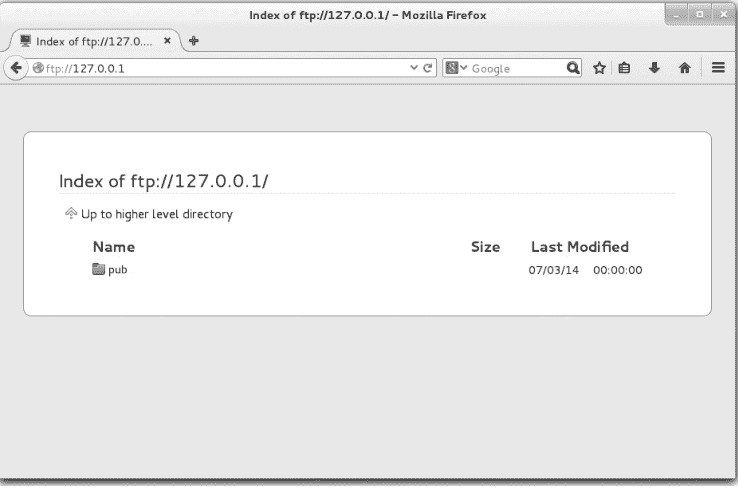 Index of ftp://127.0.0.1/ - Mozilla Firefox
Index of ftp://127.0....
ftp://127.0.0.1
Google
Index of ftp://127.0.0.1/
Up to higher level directory
Name Size Last Modified
pub 07/03/14 00:00:00